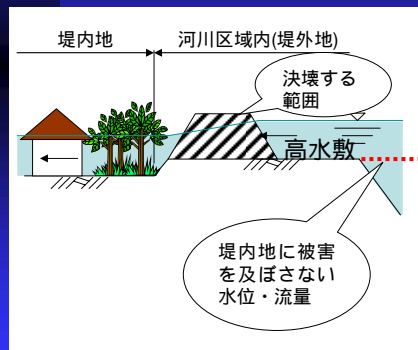 堤内地
河川区域内(堤外地)
決壊する
範囲
高水敷
堤内地に被害
を及ぼさない
水位・流量